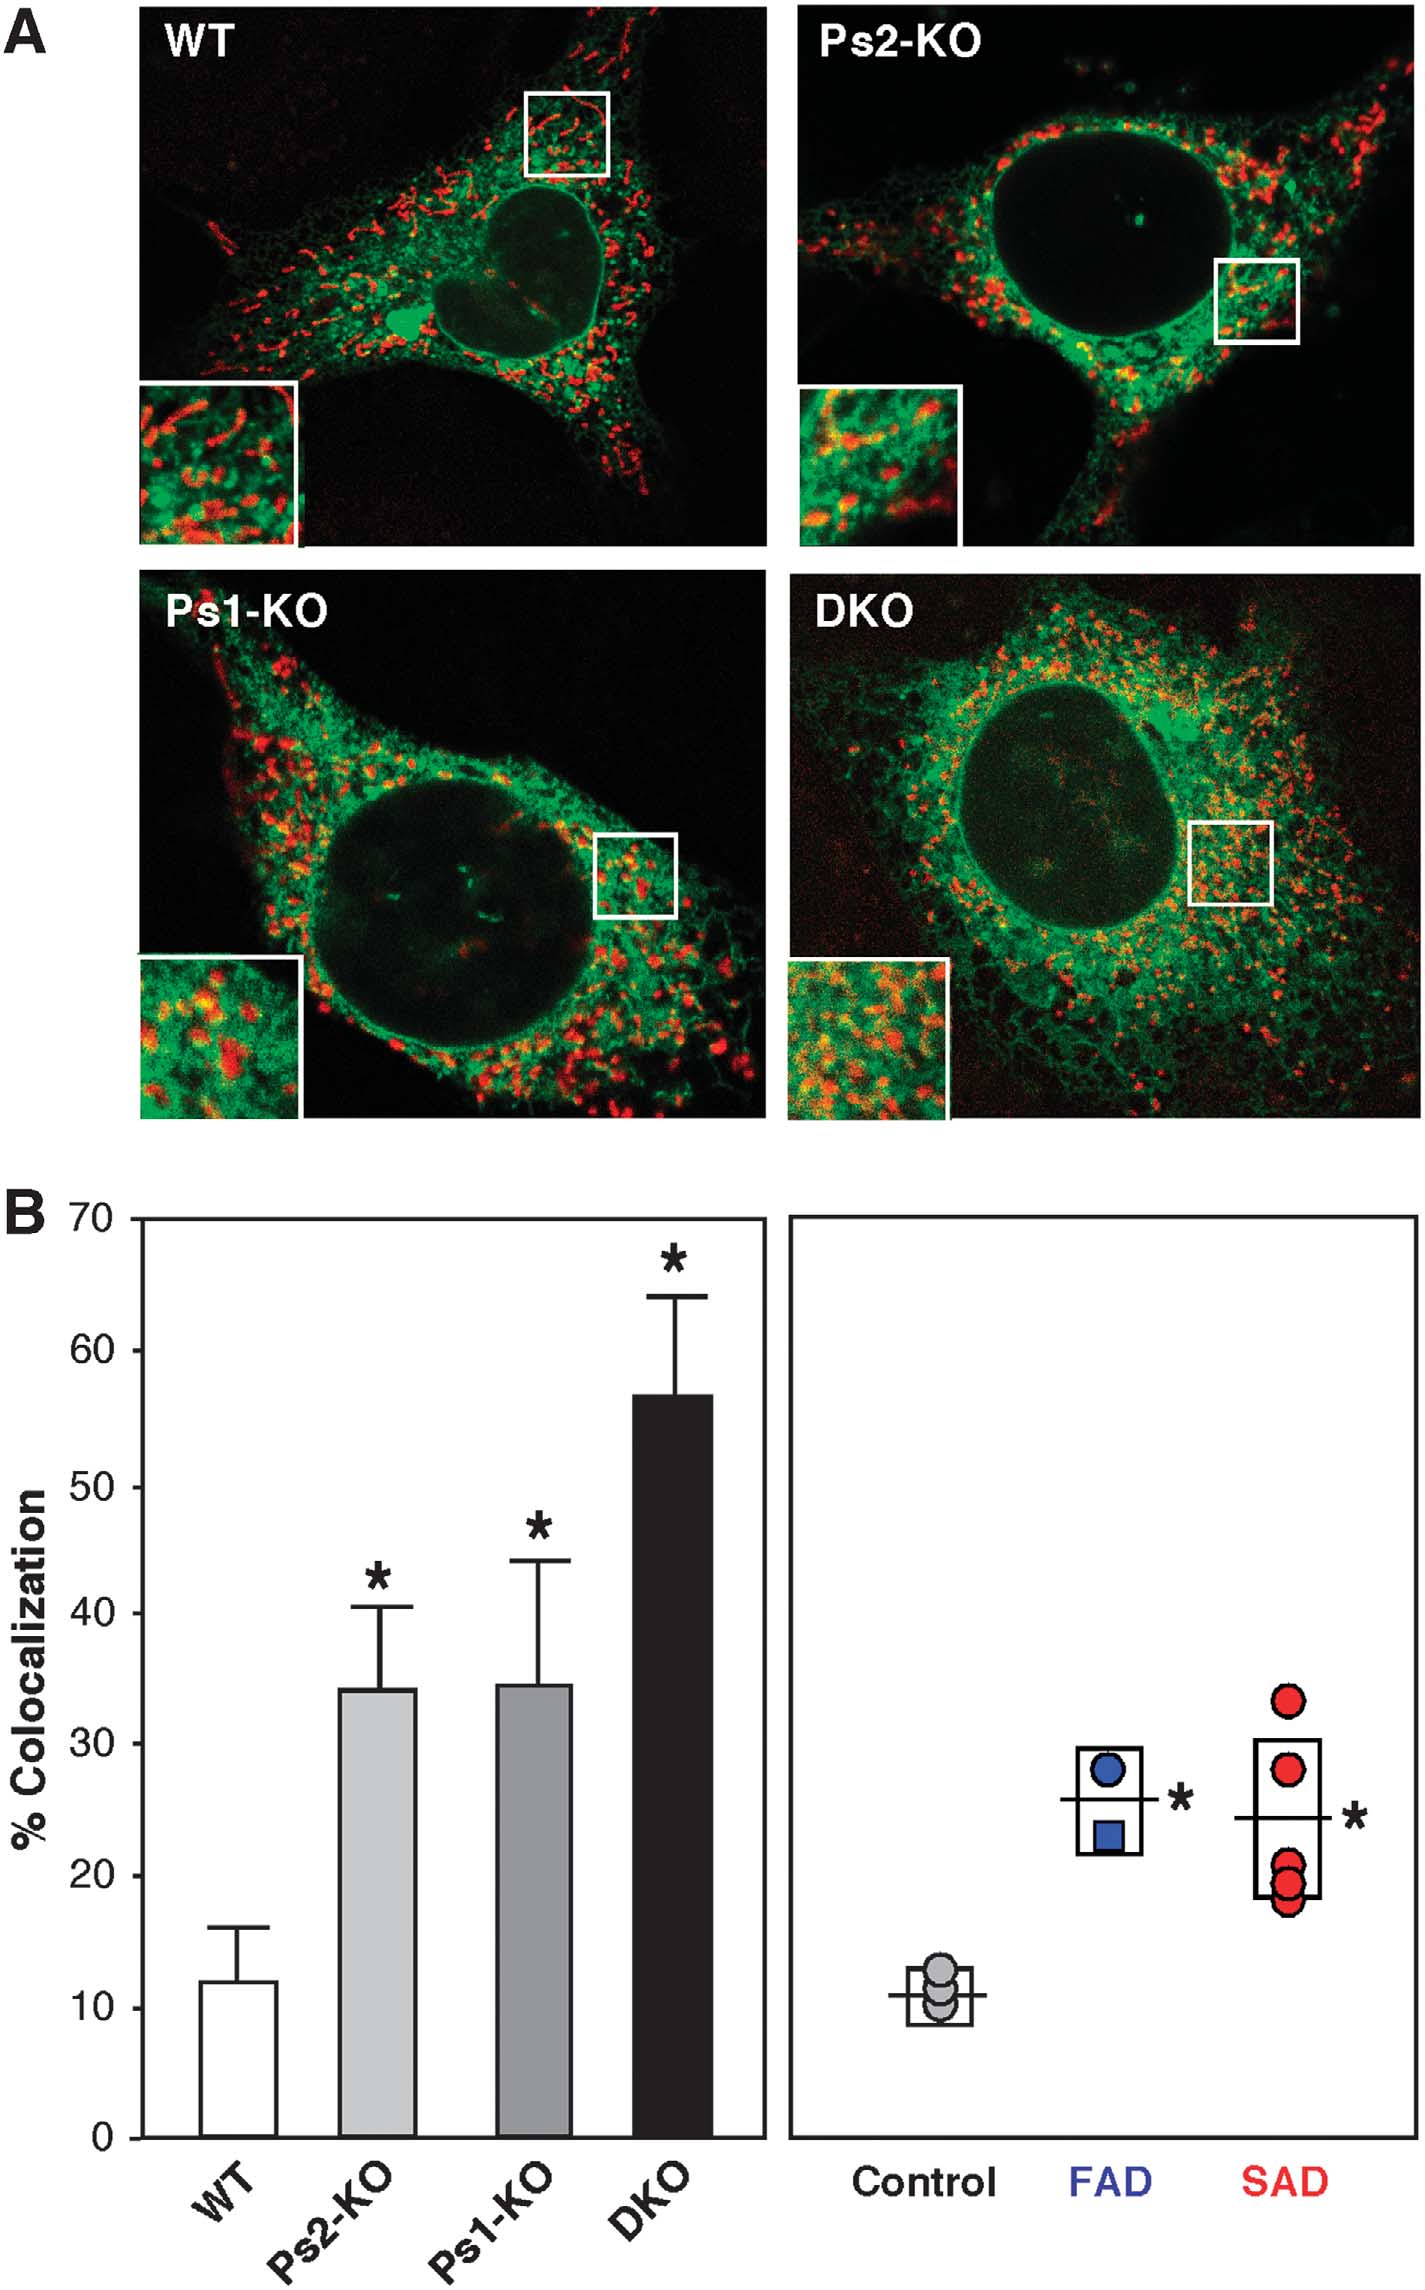 A
WT
Ps2-KO
Ps1-KO
DKO
B
% Colocalization
70
60
50
40
30
20
10
0
*
*
*
*
*
WT
Ps2-KO
Ps1-KO
DKO
Control
FAD
SAD